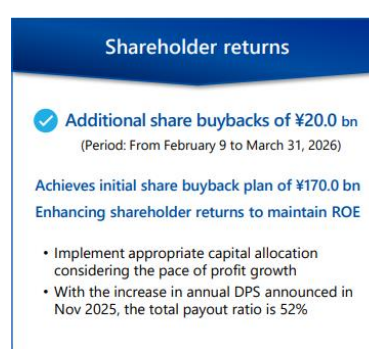 Shareholder returns
Additional share buybacks of ¥20.0 bn
(Period: From February 9 to March 31, 2026)
Achieves initial share buyback plan of ¥170.0 bn
Enhancing shareholder returns to maintain ROE
• Implement appropriate capital allocation
considering the pace of profit growth
• With the increase in annual DPS announced in
Nov 2025, the total payout ratio is 52%